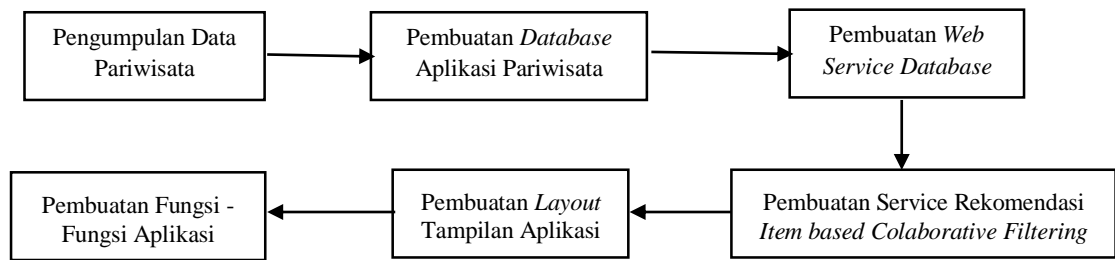 Pengumpulan Data
Pariwisata
Pembuatan Database
Aplikasi Pariwisata
Pembuatan Web
Service Database
Pembuatan Service Rekomendasi
Item based Colaborative Filtering
Pembuatan Layout
Tampilan Aplikasi
Pembuatan Fungsi -
Fungsi Aplikasi